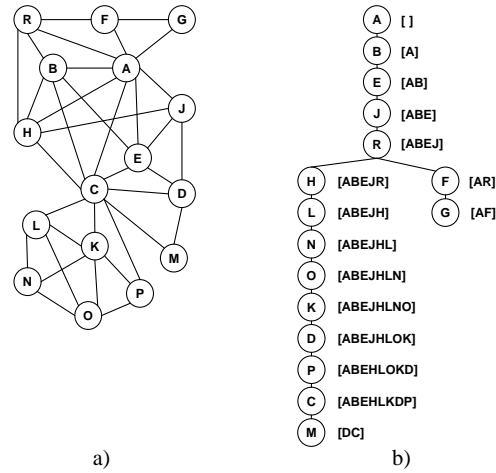 R F G
B A
J
H
E
C D
L
K
M
N
P
O
a)
A [ ]
B [A]
E [AB]
J [ABE]
R [ABEJ]
H [ABEJR] F [AR]
L [ABEJH] G [AF]
N [ABEJHL]
O [ABEJHLN]
K [ABEJHLNO]
D [ABEJHLOK]
P [ABEHLOKD]
C [ABEHLKDP]
M [DC]
b)